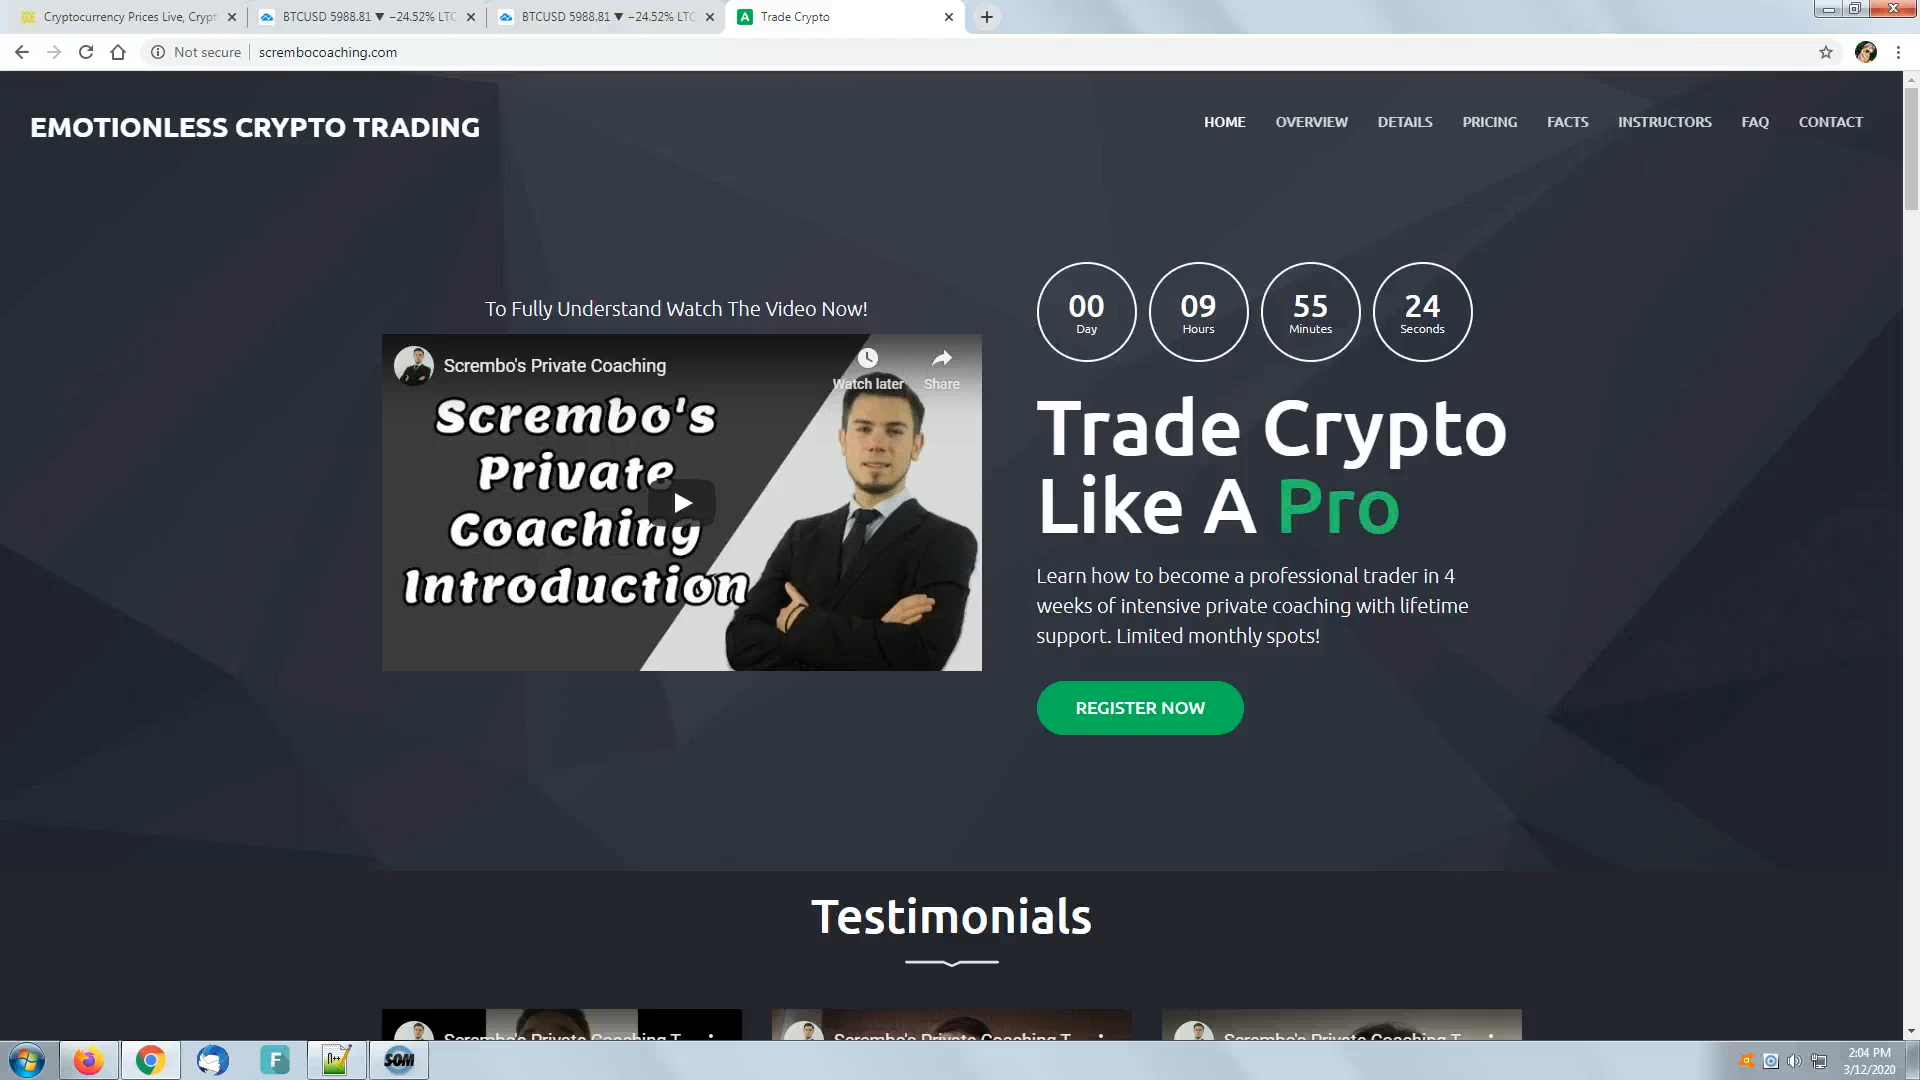 Cryptocurrency Prices Live, Crypt
BTCUSD 5988.81 ▼ −24.52% LTC
BTCUSD 5988.81 ▼ −24.52% LTC
Trade Crypto
Not secure
scrembocoaching.com
EMOTIONLESS CRYPTO TRADING
HOME
OVERVIEW
DETAILS
PRICING
FACTS
INSTRUCTORS
FAQ
CONTACT
To Fully Understand Watch The Video Now!
Scrembo's Private Coaching
Watch later
Share
Scrembo's
Private
Coaching
Introduction
00
Day
09
Hours
55
Minutes
24
Seconds
Trade Crypto
Like A Pro
Learn how to become a professional trader in 4
weeks of intensive private coaching with lifetime
support. Limited monthly spots!
REGISTER NOW
Testimonials
Scrembo's Private Coaching T
Scrembo's Private Coaching T
Scrembo's Private Coaching T
SOM
2:04 PM
3/12/2020